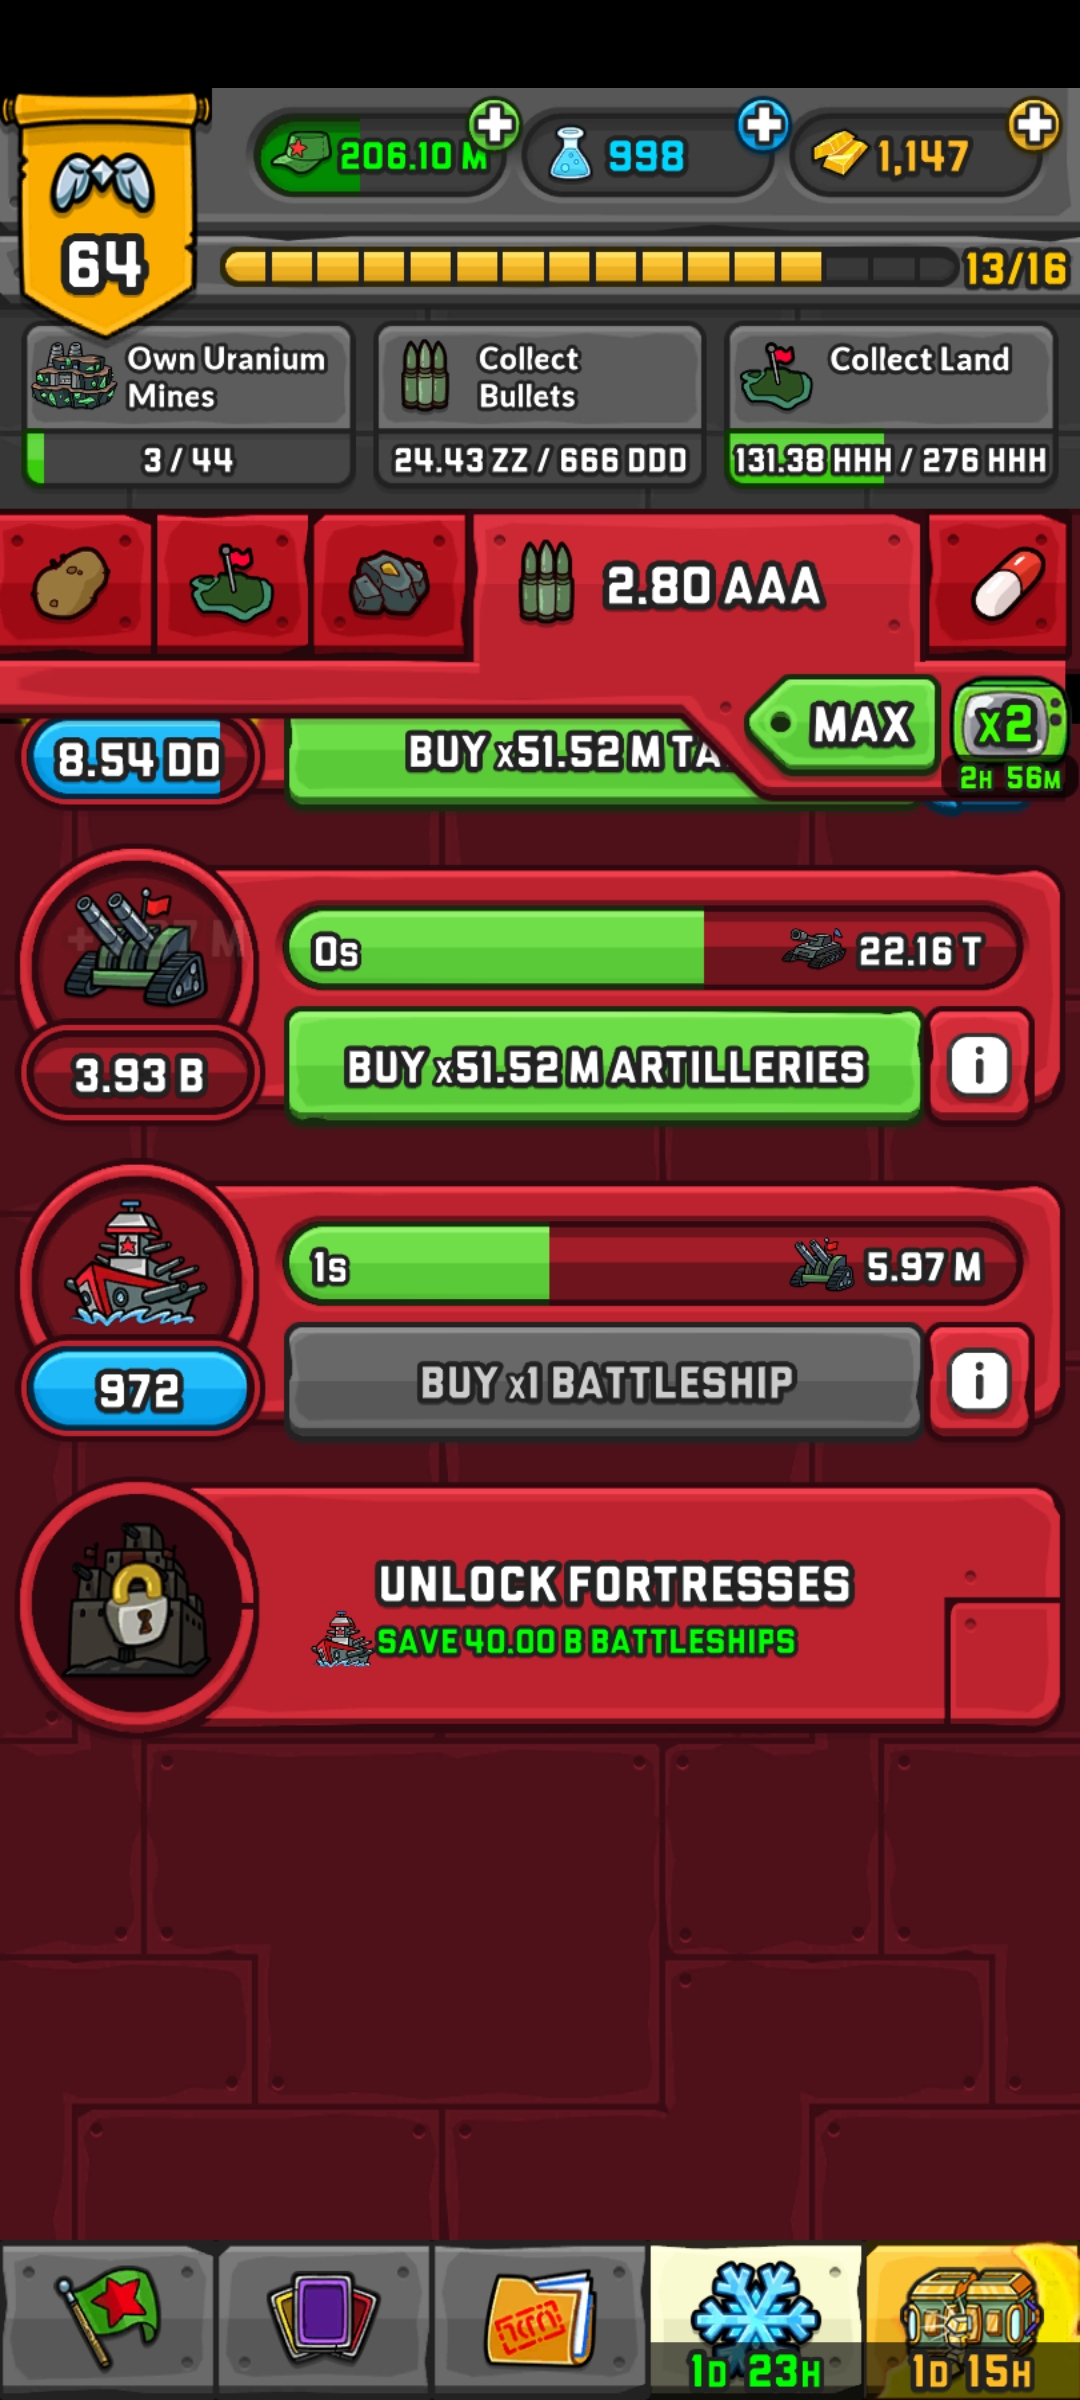 206.10 M
998
1,147
64
13/16
Own Uranium
Mines
3 / 44
Collect
Bullets
24.43 ZZ / 666 DDD
Collect Land
131.38 HHH / 276 HHH
2.80 AAA
MAX
x2
2H 56M
8.54 DD
BUY x51.52 M TA
0s
22.16 T
3.93 B
BUY x51.52 M ARTILLERIES
i
1s
5.97 M
972
BUY x1 BATTLESHIP
i
UNLOCK FORTRESSES
SAVE 40.00 B BATTLESHIPS
1D 23H
1D 15H